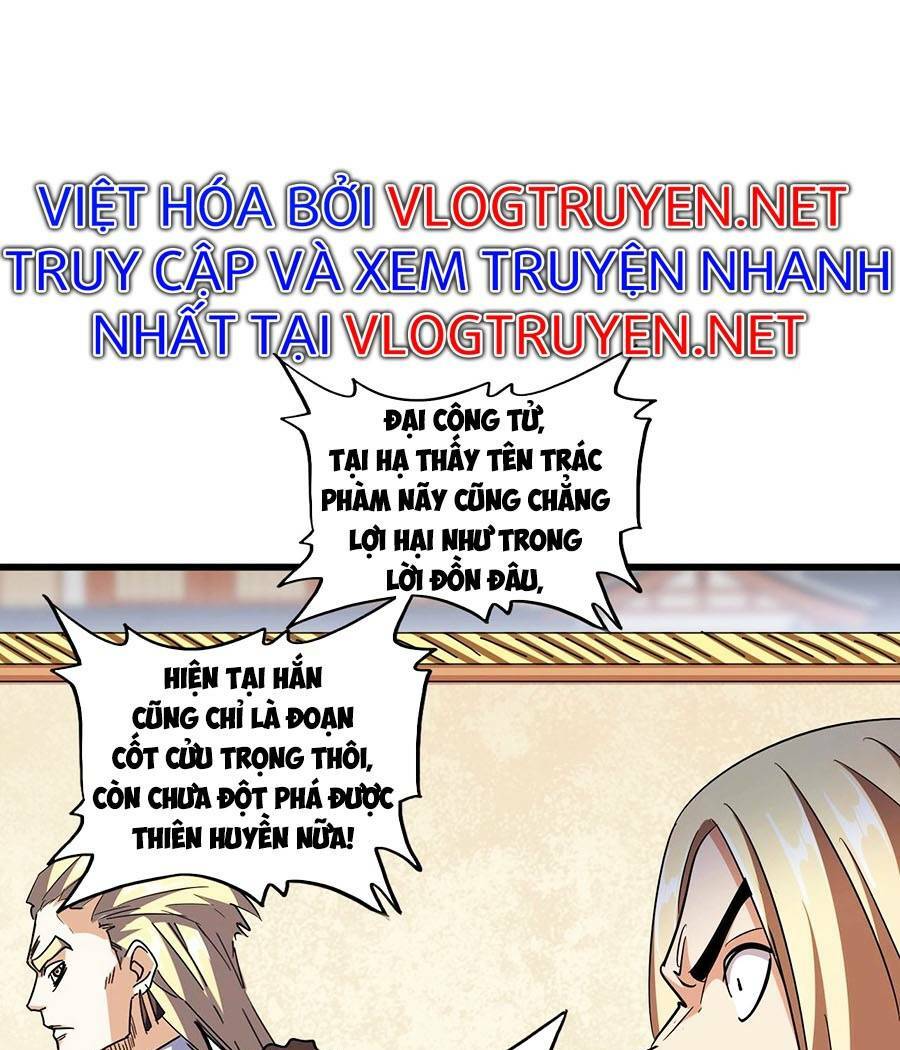 VIỆT HÓA BỞI VLOGTRUYEN.NET
TRUY CẬP VÀ XEM TRUYỆN NHANH
NHẤT TẠI VLOGTRUYEN.NET
ĐẠI CÔNG TỬ,
TẠI HẠ THẤY TÊN TRÁC
PHÀM NÃY CŨNG CHẲNG
LỢI HẠI NHƯ TRONG
LỜI ĐỒN ĐÂU,
HIỆN TẠI HẮN
CŨNG CHỈ LÀ ĐOẠN
CỐT CỬU TRỌNG THÔI,
CÒN CHƯA ĐỘT PHÁ ĐƯỢC
THIÊN HUYỀN NỮA!